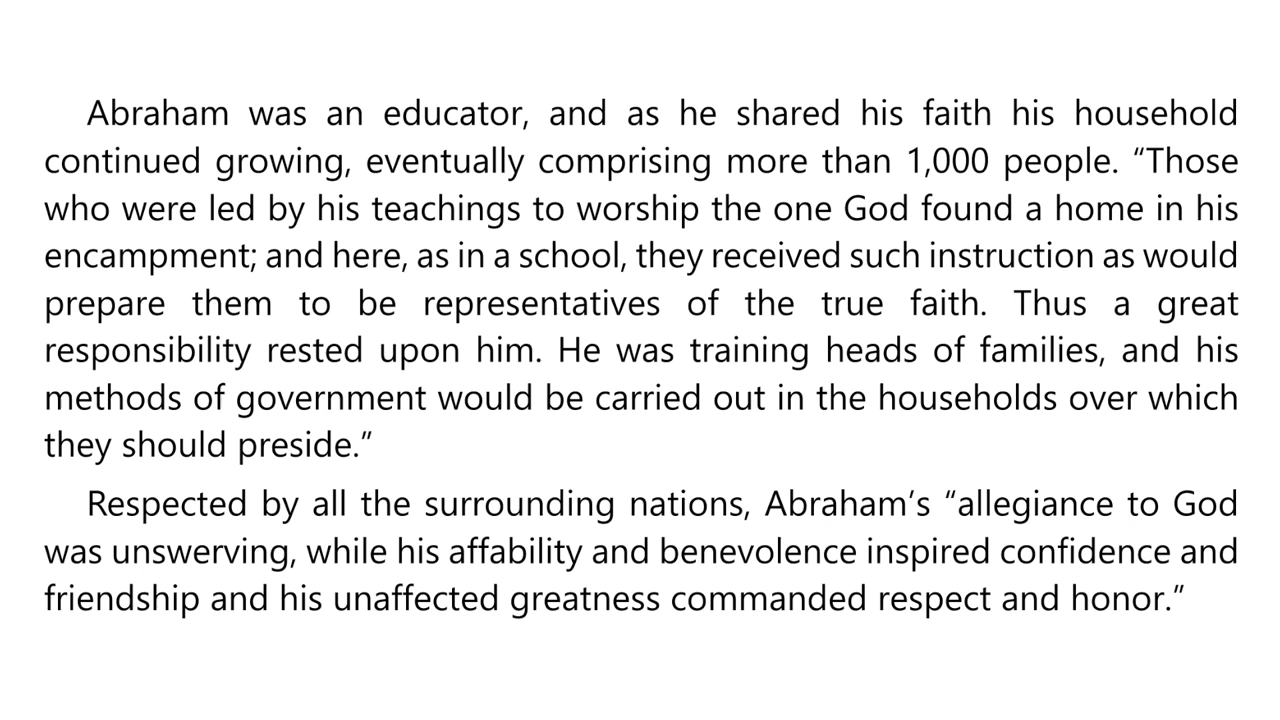 Abraham was an educator, and as he shared his faith his household
continued growing, eventually comprising more than 1,000 people. “Those
who were led by his teachings to worship the one God found a home in his
encampment; and here, as in a school, they received such instruction as would
prepare them to be representatives of the true faith. Thus a great
responsibility rested upon him. He was training heads of families, and his
methods of government would be carried out in the households over which
they should preside.”
Respected by all the surrounding nations, Abraham’s “allegiance to God
was unswerving, while his affability and benevolence inspired confidence and
friendship and his unaffected greatness commanded respect and honor.”